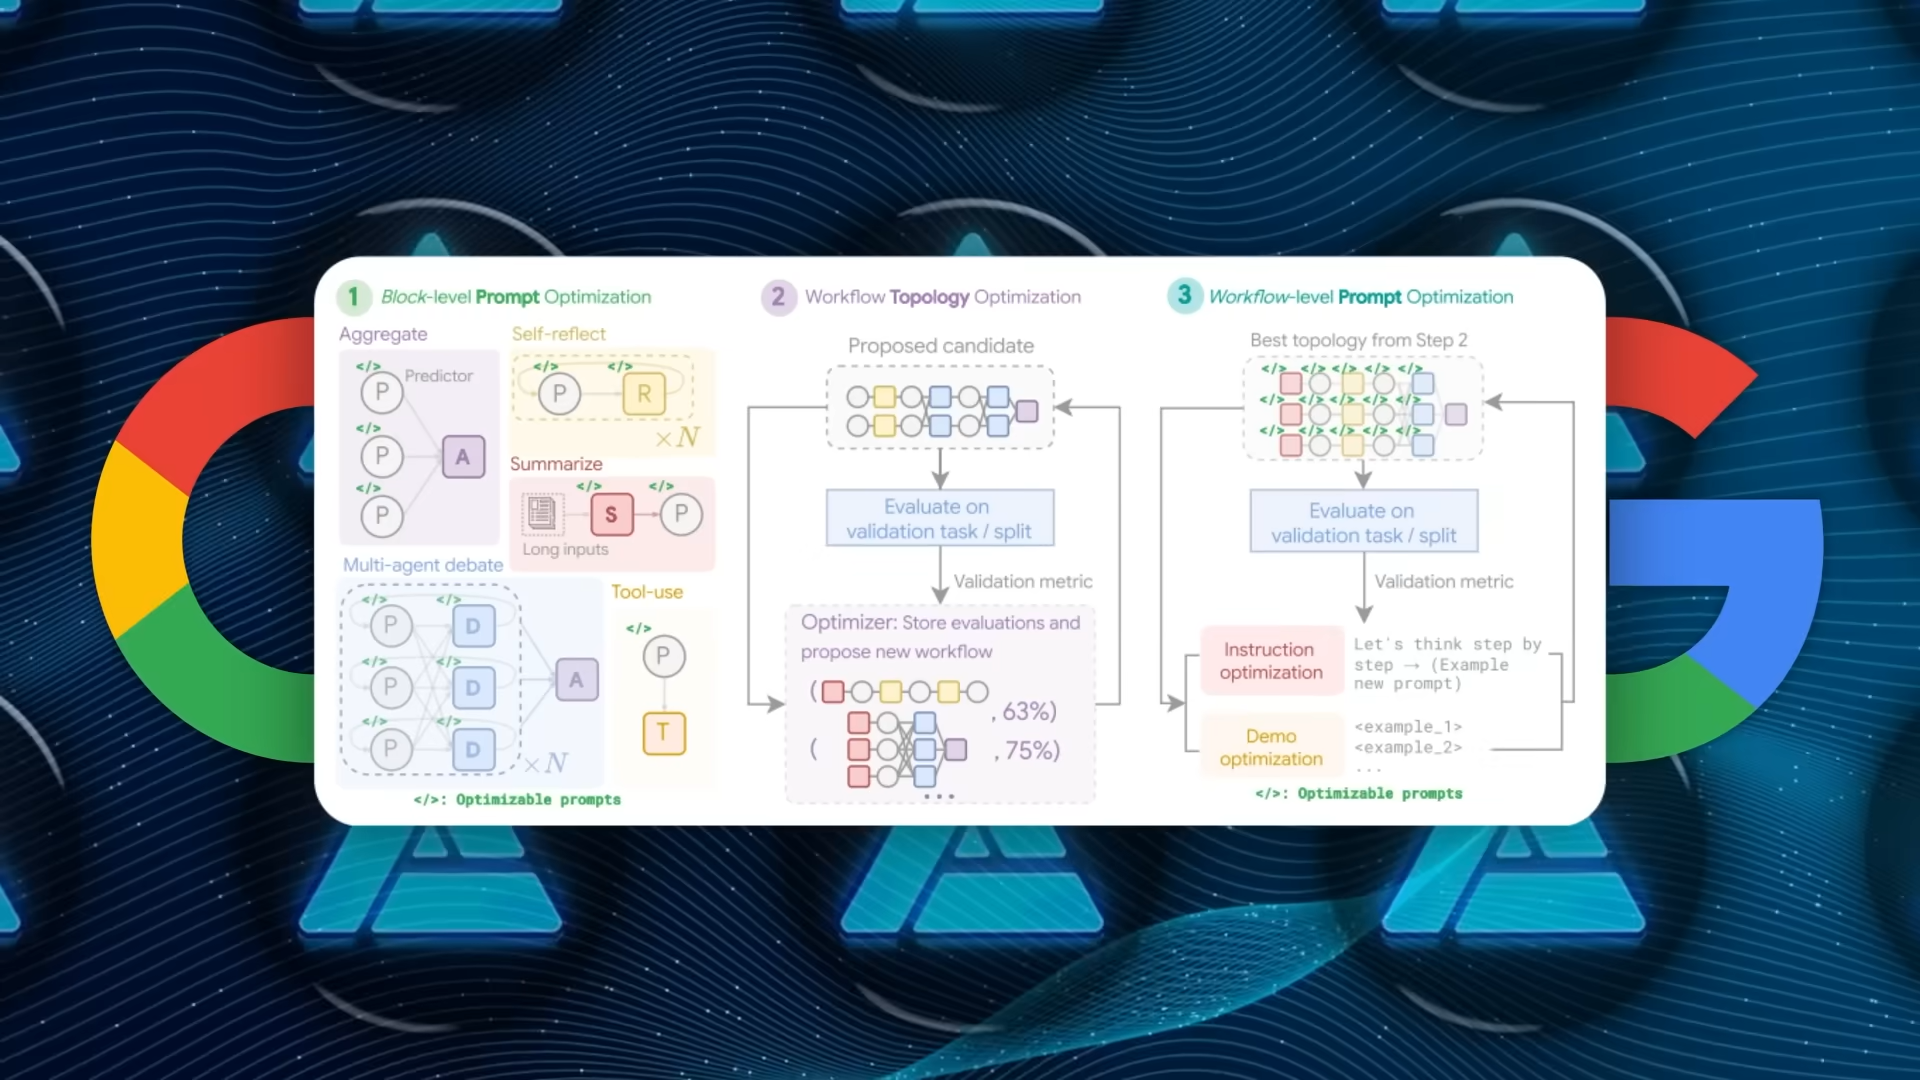 1 Block-level Prompt Optimization
Aggregate
</>
P
Predictor
</>
P
A
</>
P
Self-reflect
</> </>
P R
×N
Summarize
</> </>
S P
Long inputs
Multi-agent debate
</> </>
P D
</> </>
P D
A
</> </>
P D
×N
Tool-use
</>
P
T
</>: Optimizable prompts
2 Workflow Topology Optimization
Proposed candidate
Evaluate on
validation task / split
Validation metric
Optimizer: Store evaluations and
propose new workflow
(
, 63%)
( , 75%)
...
3 Workflow-level Prompt Optimization
Best topology from Step 2
</> </> </> </> </>
</> </> </> </> </>
</> </> </> </> </>
Evaluate on
validation task / split
Validation metric
Instruction
optimization
Let's think step by
step → (Example
new prompt)
Demo
optimization
<example_1>
<example_2>
...
</>: Optimizable prompts